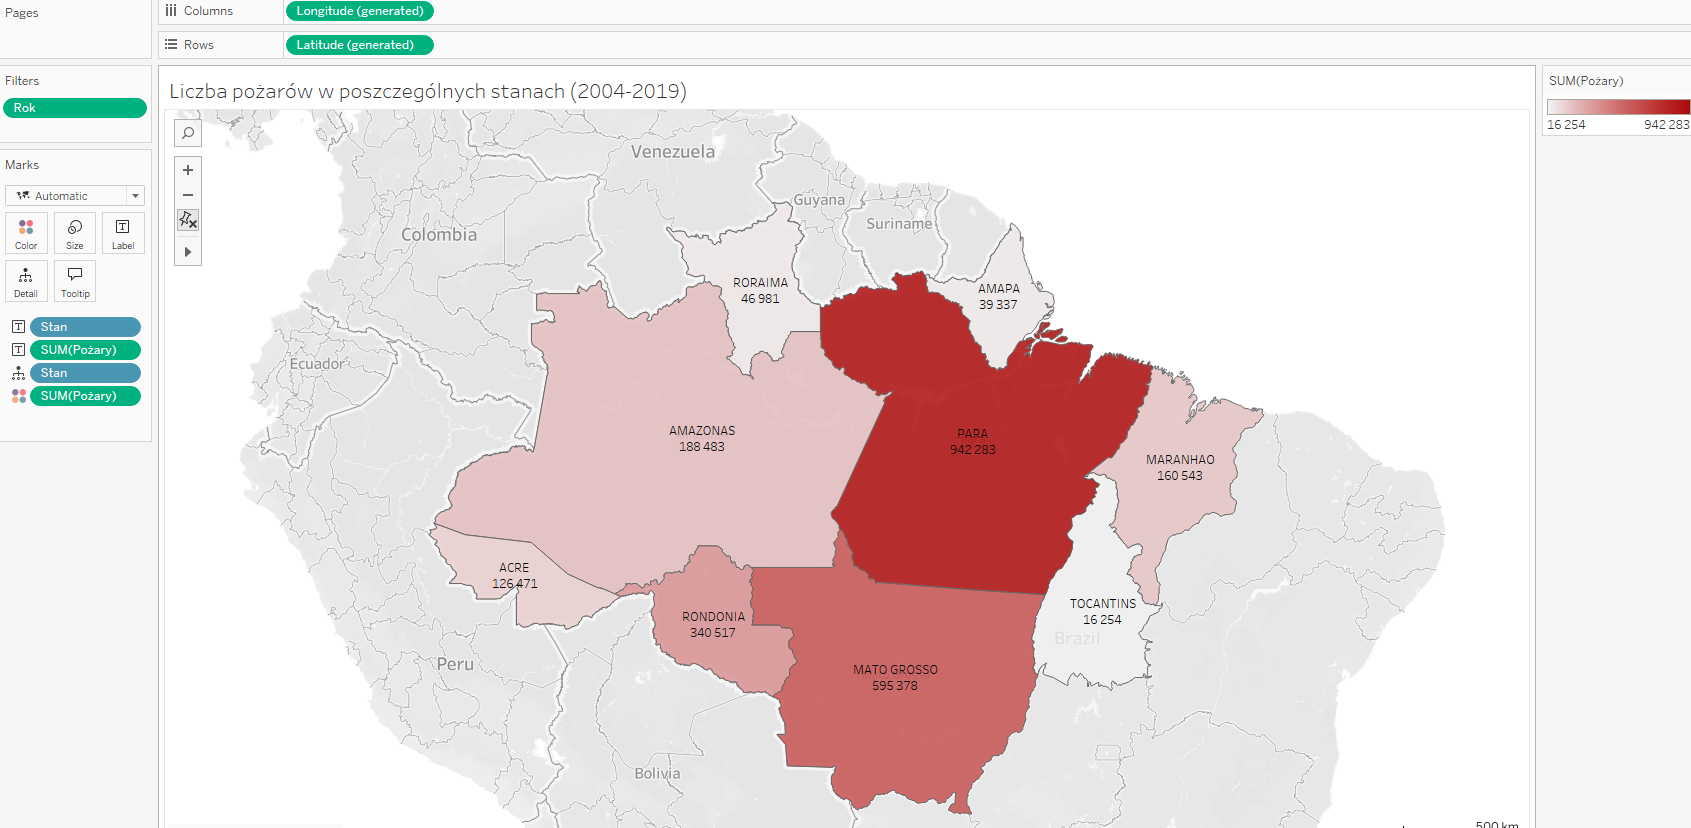 Pages
Columns
Longitude (generated)
Rows
Latitude (generated)
Filters
Rok
Marks
Automatic
Color
Size
Label
Detail
Tooltip
Stan
SUM(Pożary)
Stan
SUM(Pożary)
Liczba pożarów w poszczególnych stanach (2004-2019)
Venezuela
Guyana
Suriname
Colombia
RORAIMA
46 981
AMAPA
39 337
Ecuador
AMAZONAS
188 483
PARA
942 283
MARANHAO
160 543
ACRE
126 471
RONDONIA
340 517
TOCANTINS
16 254
Brazil
Peru
MATO GROSSO
595 378
Bolivia
500 km
SUM(Pożary)
16 254
942 283